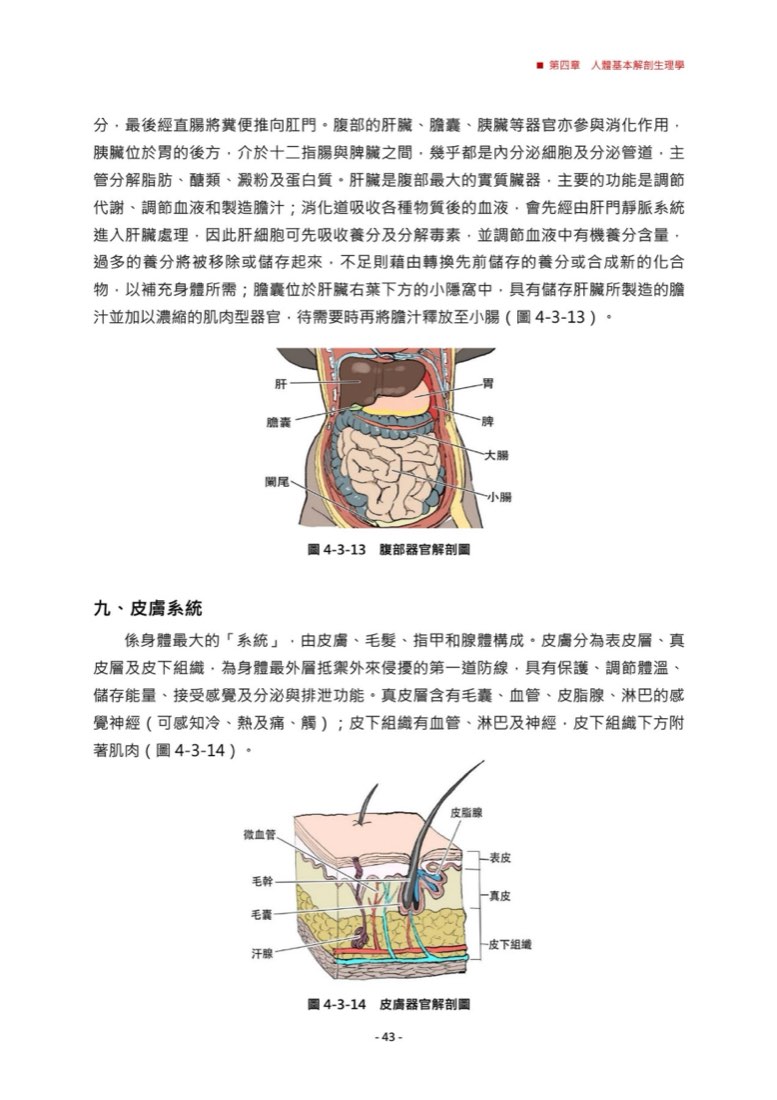 ■ 第四章 人體基本解剖生理學
分，最後經直腸將糞便推向肛門。腹部的肝臟、膽囊、胰臟等器官亦參與消化作用，
胰臟位於胃的後方，介於十二指腸與脾臟之間，幾乎都是內分泌細胞及分泌管道，主
管分解脂肪、醣類、澱粉及蛋白質。肝臟是腹部最大的實質臟器，主要的功能是調節
代謝、調節血液和製造膽汁；消化道吸收各種物質後的血液，會先經由肝門靜脈系統
進入肝臟處理，因此肝細胞可先吸收養分及分解毒素，並調節血液中有機養分含量，
過多的養分將被移除或儲存起來，不足則藉由轉換先前儲存的養分或合成新的化合
物，以補充身體所需；膽囊位於肝臟右葉下方的小隱窩中，具有儲存肝臟所製造的膽
汁並加以濃縮的肌肉型器官，待需要時再將膽汁釋放至小腸（圖 4-3-13）。
肝
胃
膽囊
脾
大腸
闌尾
小腸
圖 4-3-13 腹部器官解剖圖
九、皮膚系統
係身體最大的「系統」，由皮膚、毛髮、指甲和腺體構成。皮膚分為表皮層、真
皮層及皮下組織，為身體最外層抵禦外來侵擾的第一道防線，具有保護、調節體溫、
儲存能量、接受感覺及分泌與排泄功能。真皮層含有毛囊、血管、皮脂腺、淋巴的感
覺神經（可感知冷、熱及痛、觸）；皮下組織有血管、淋巴及神經，皮下組織下方附
著肌肉（圖 4-3-14）。
皮脂腺
微血管
表皮
毛幹
真皮
毛囊
皮下組織
汗腺
圖 4-3-14 皮膚器官解剖圖
- 43 -